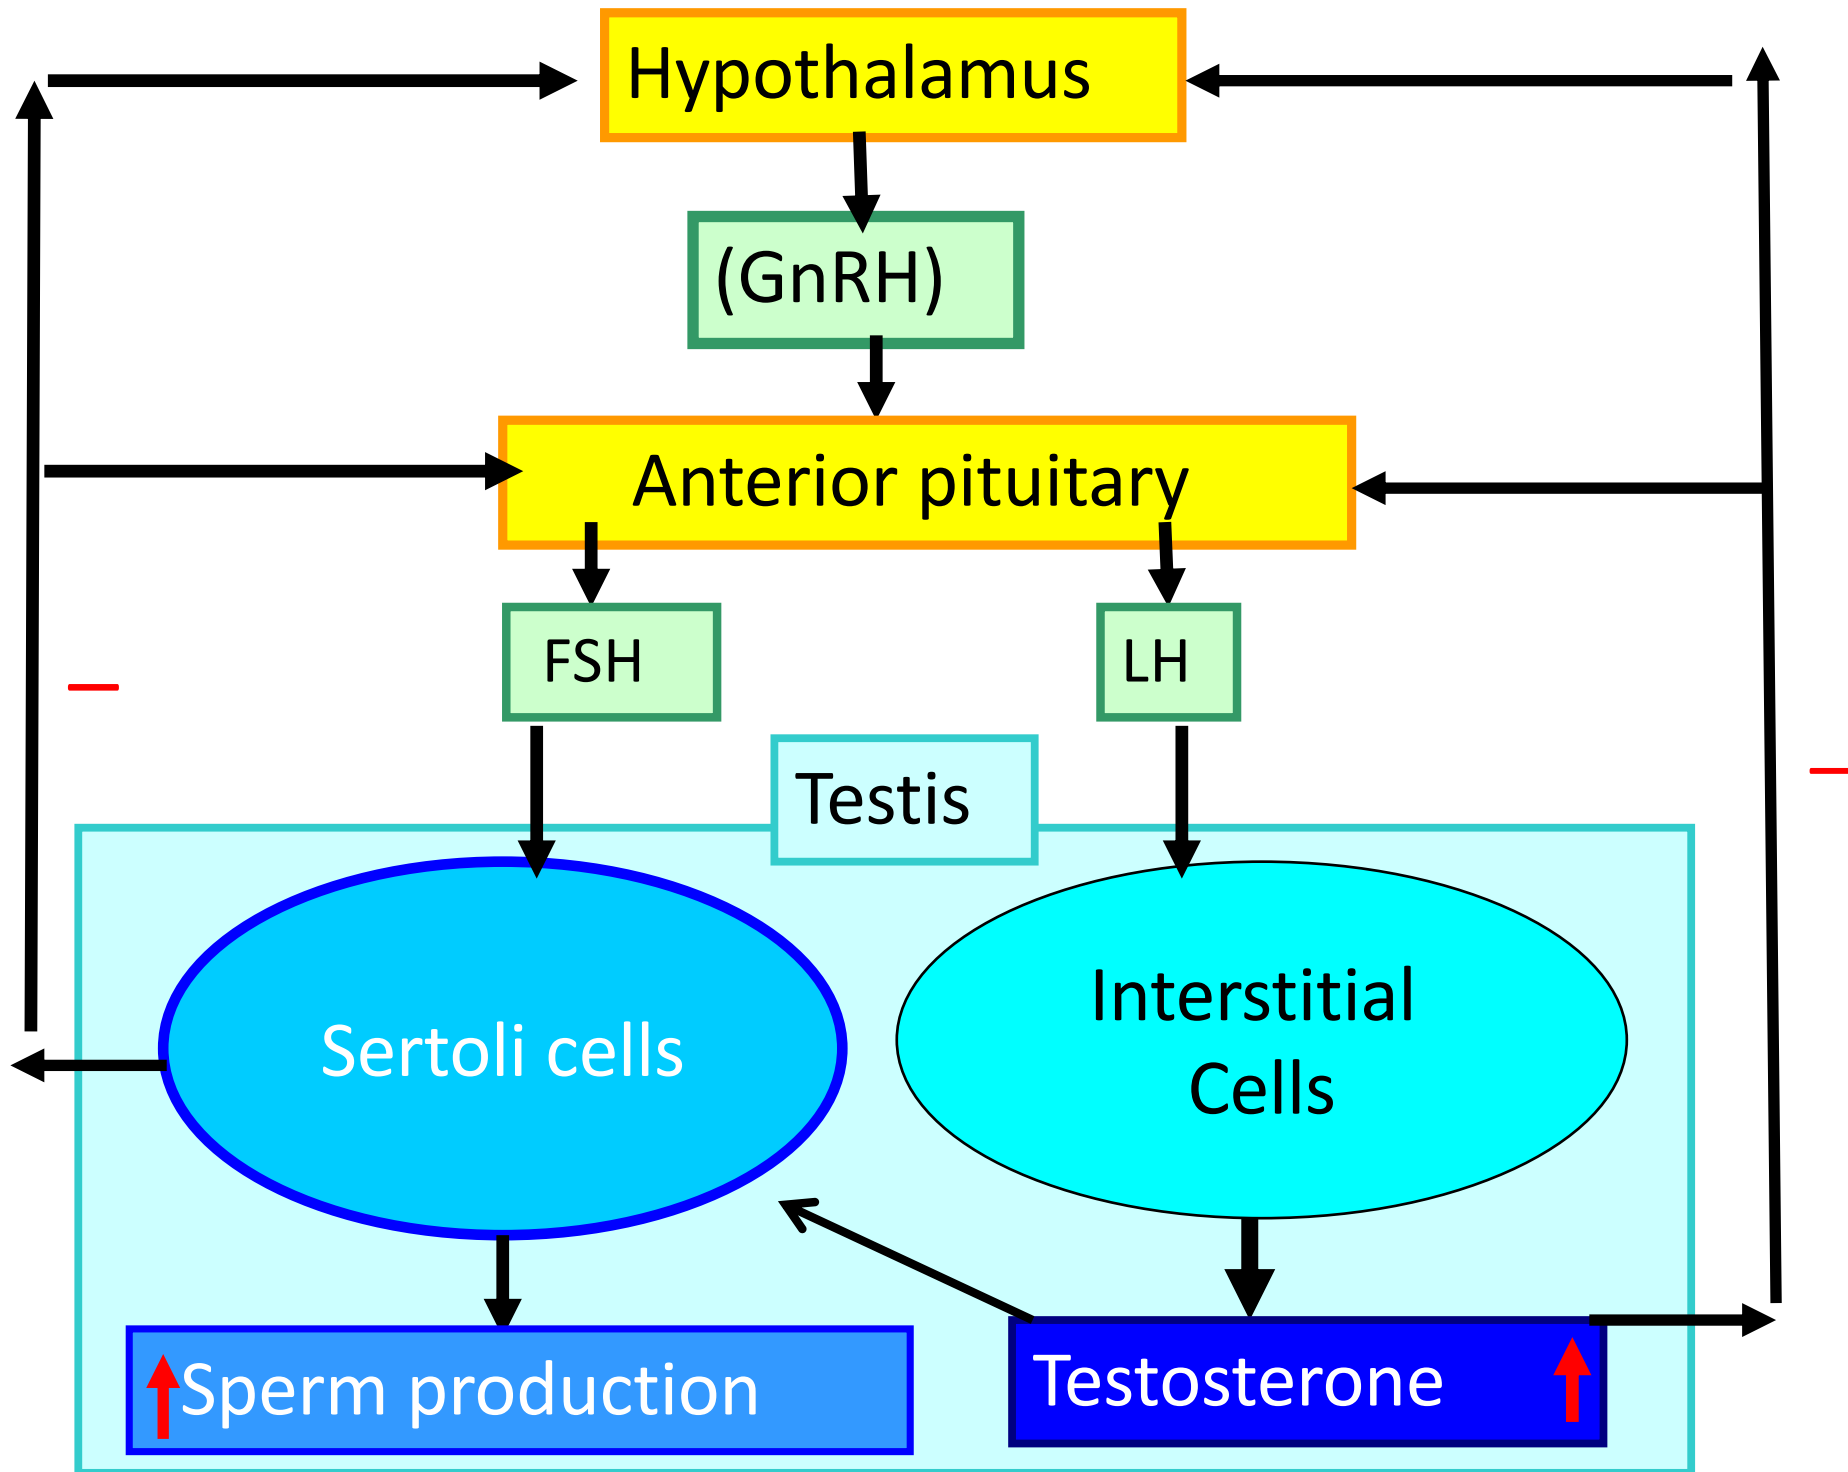 Hypothalamus
(GnRH)
Anterior pituitary
FSH
LH
Testis
Sertoli cells
Interstitial
Cells
Sperm production
Testosterone